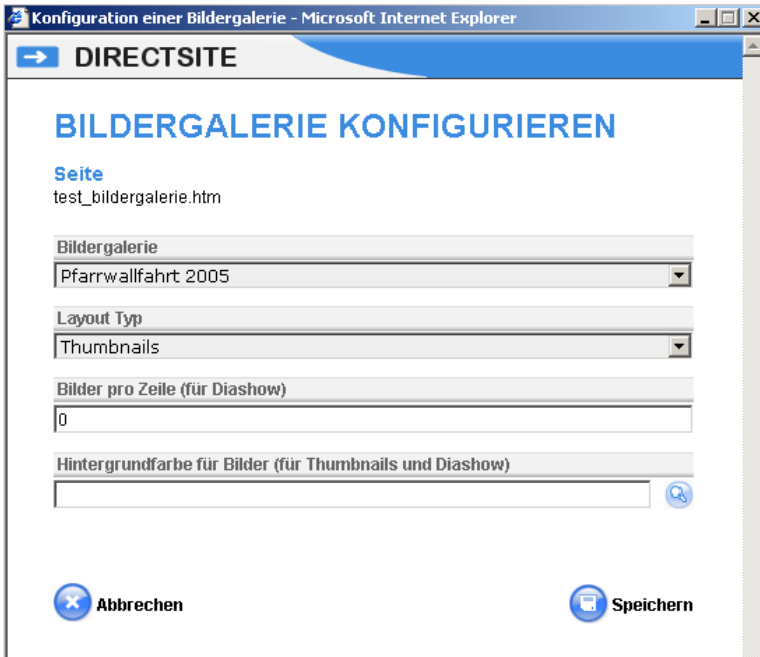 Konfiguration einer Bildergalerie - Microsoft Internet Explorer
DIRECTSITE
BILDERGALERIE KONFIGURIEREN
Seite
test_bildergalerie.htm
Bildergalerie
Pfarrwallfahrt 2005
Layout Typ
Thumbnails
Bilder pro Zeile (für Diashow)
0
Hintergrundfarbe für Bilder (für Thumbnails und Diashow)
Abbrechen
Speichern